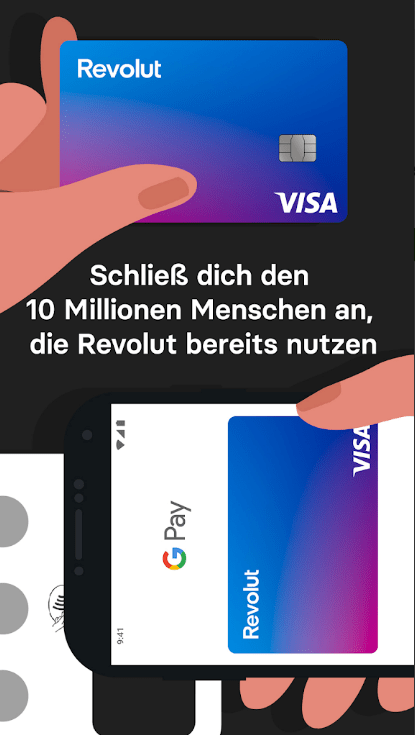 Revolut
VISA
Schließ dich den
10 Millionen Menschen an,
die Revolut bereits nutzen
VISA
G Pay
Revolut
9:41